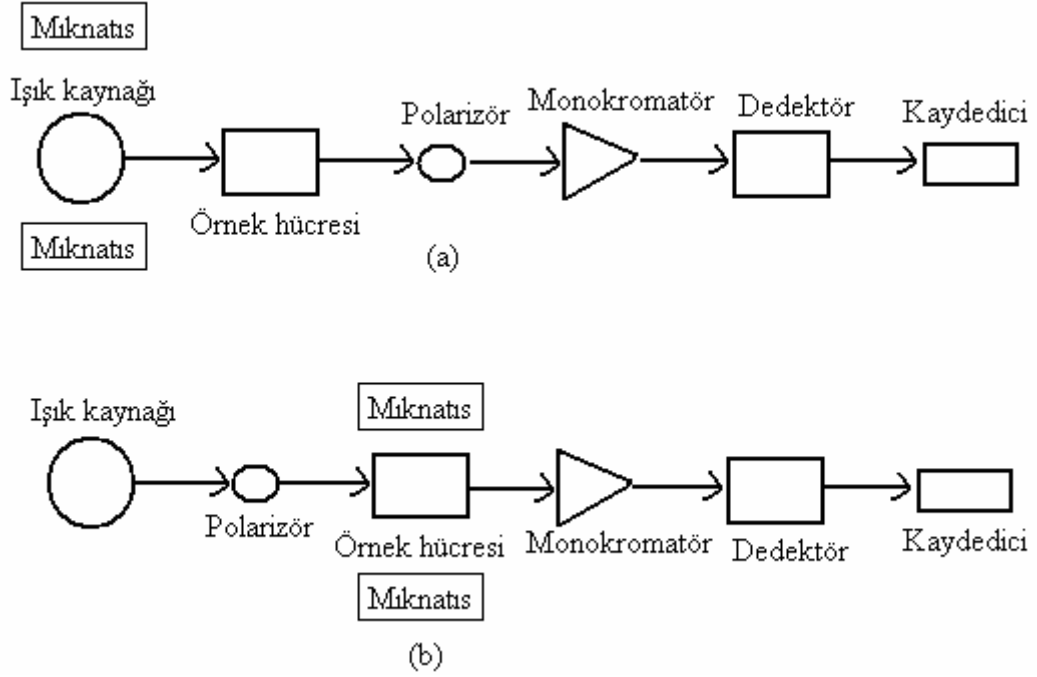 Mıknatıs
Işık kaynağı
Polarizör
Monokromatör
Dedektör
Kaydedici
Örnek hücresi
Mıknatıs
(a)
Mıknatıs
Işık kaynağı
Polarizör
Örnek hücresi
Monokromatör
Dedektör
Kaydedici
Mıknatıs
(b)